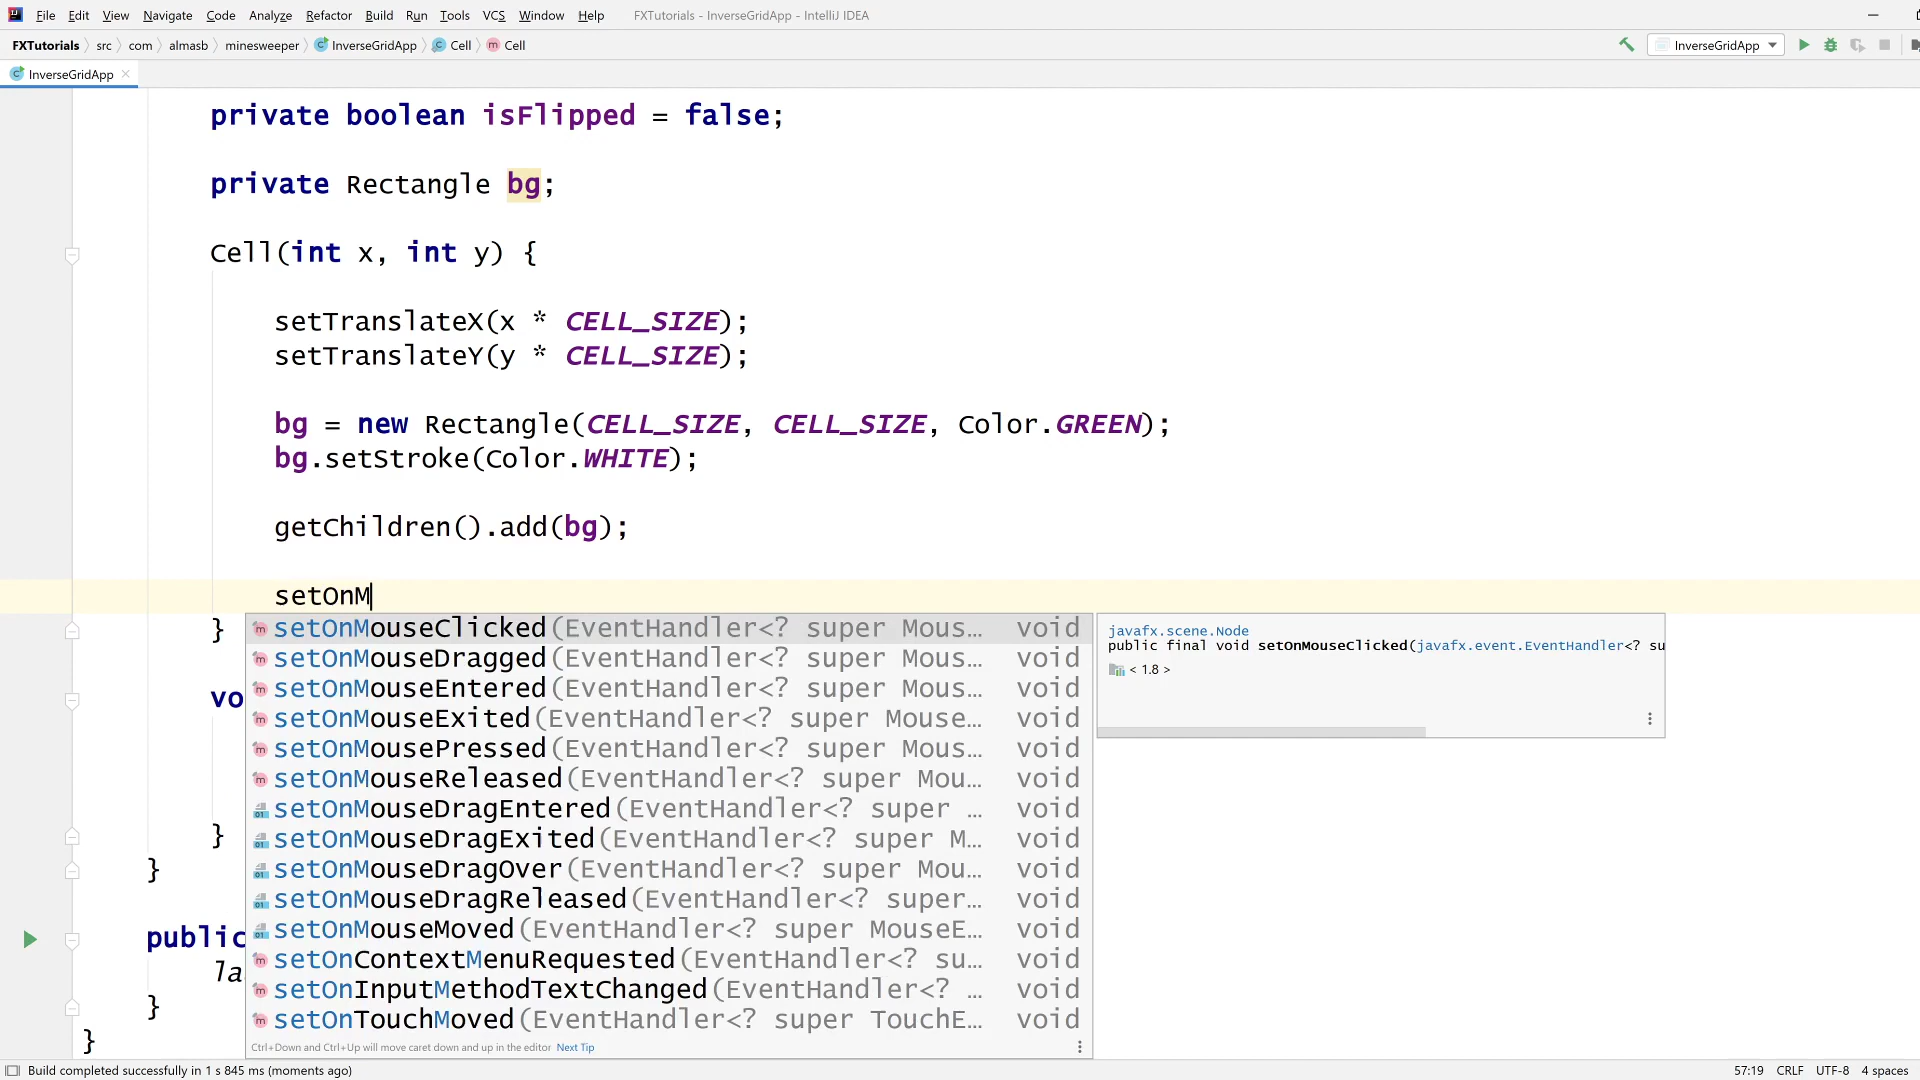 File Edit View Navigate Code Analyze Refactor Build Run Tools VCS Window Help FXTutorials - InverseGridApp - IntelliJ IDEA
FXTutorials src com almasb minesweeper InverseGridApp Cell Cell InverseGridApp
InverseGridApp
private boolean isFlipped = false;
private Rectangle bg;
Cell(int x, int y) {
setTranslateX(x * CELL_SIZE);
setTranslateY(y * CELL_SIZE);
bg = new Rectangle(CELL_SIZE, CELL_SIZE, Color.GREEN);
bg.setStroke(Color.WHITE);
getChildren().add(bg);
setOnM
}
setOnMouseClicked(EventHandler<? super Mous… void
setOnMouseDragged(EventHandler<? super Mous… void
setOnMouseEntered(EventHandler<? super Mous… void
setOnMouseExited(EventHandler<? super Mouse… void
setOnMousePressed(EventHandler<? super Mous… void
setOnMouseReleased(EventHandler<? super Mou… void
setOnMouseDragEntered(EventHandler<? super … void
setOnMouseDragExited(EventHandler<? super M… void
setOnMouseDragOver(EventHandler<? super Mou… void
setOnMouseDragReleased(EventHandler<? super… void
setOnMouseMoved(EventHandler<? super MouseE… void
setOnContextMenuRequested(EventHandler<? su… void
setOnInputMethodTextChanged(EventHandler<? … void
setOnTouchMoved(EventHandler<? super TouchE… void
Ctrl+Down and Ctrl+Up will move caret down and up in the editor Next Tip
javafx.scene.Node
public final void setOnMouseClicked(javafx.event.EventHandler<? su
< 1.8 >
vo
}
}
public
la
}
}
Build completed successfully in 1 s 845 ms (moments ago) 57:19 CRLF UTF-8 4 spaces